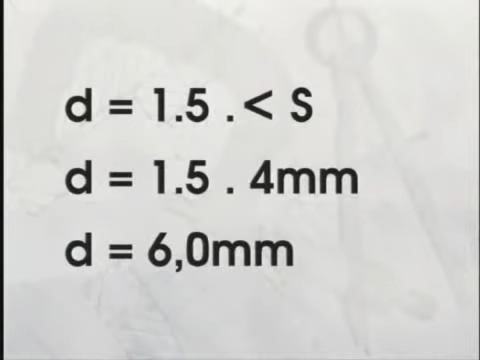 d = 1.5 .< S
d = 1.5 . 4mm
d = 6,0mm